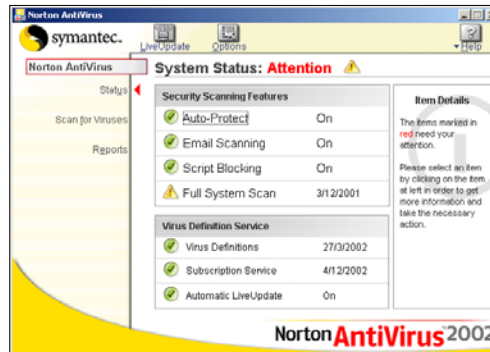 Norton AntiVirus
symantec.
LiveUpdate
Options
Help
Norton AntiVirus
System Status: Attention
Status
Scan for Viruses
Reports
Security Scanning Features
Auto-Protect On
Email Scanning On
Script Blocking On
Full System Scan 3/12/2001
Virus Definition Service
Virus Definitions 27/3/2002
Subscription Service 4/12/2002
Automatic LiveUpdate On
Item Details
The items marked in
red need your
attention.
Please select an item
by clicking on the item
at left in order to get
more information and
take the necessary
action.
Norton AntiVirus 2002